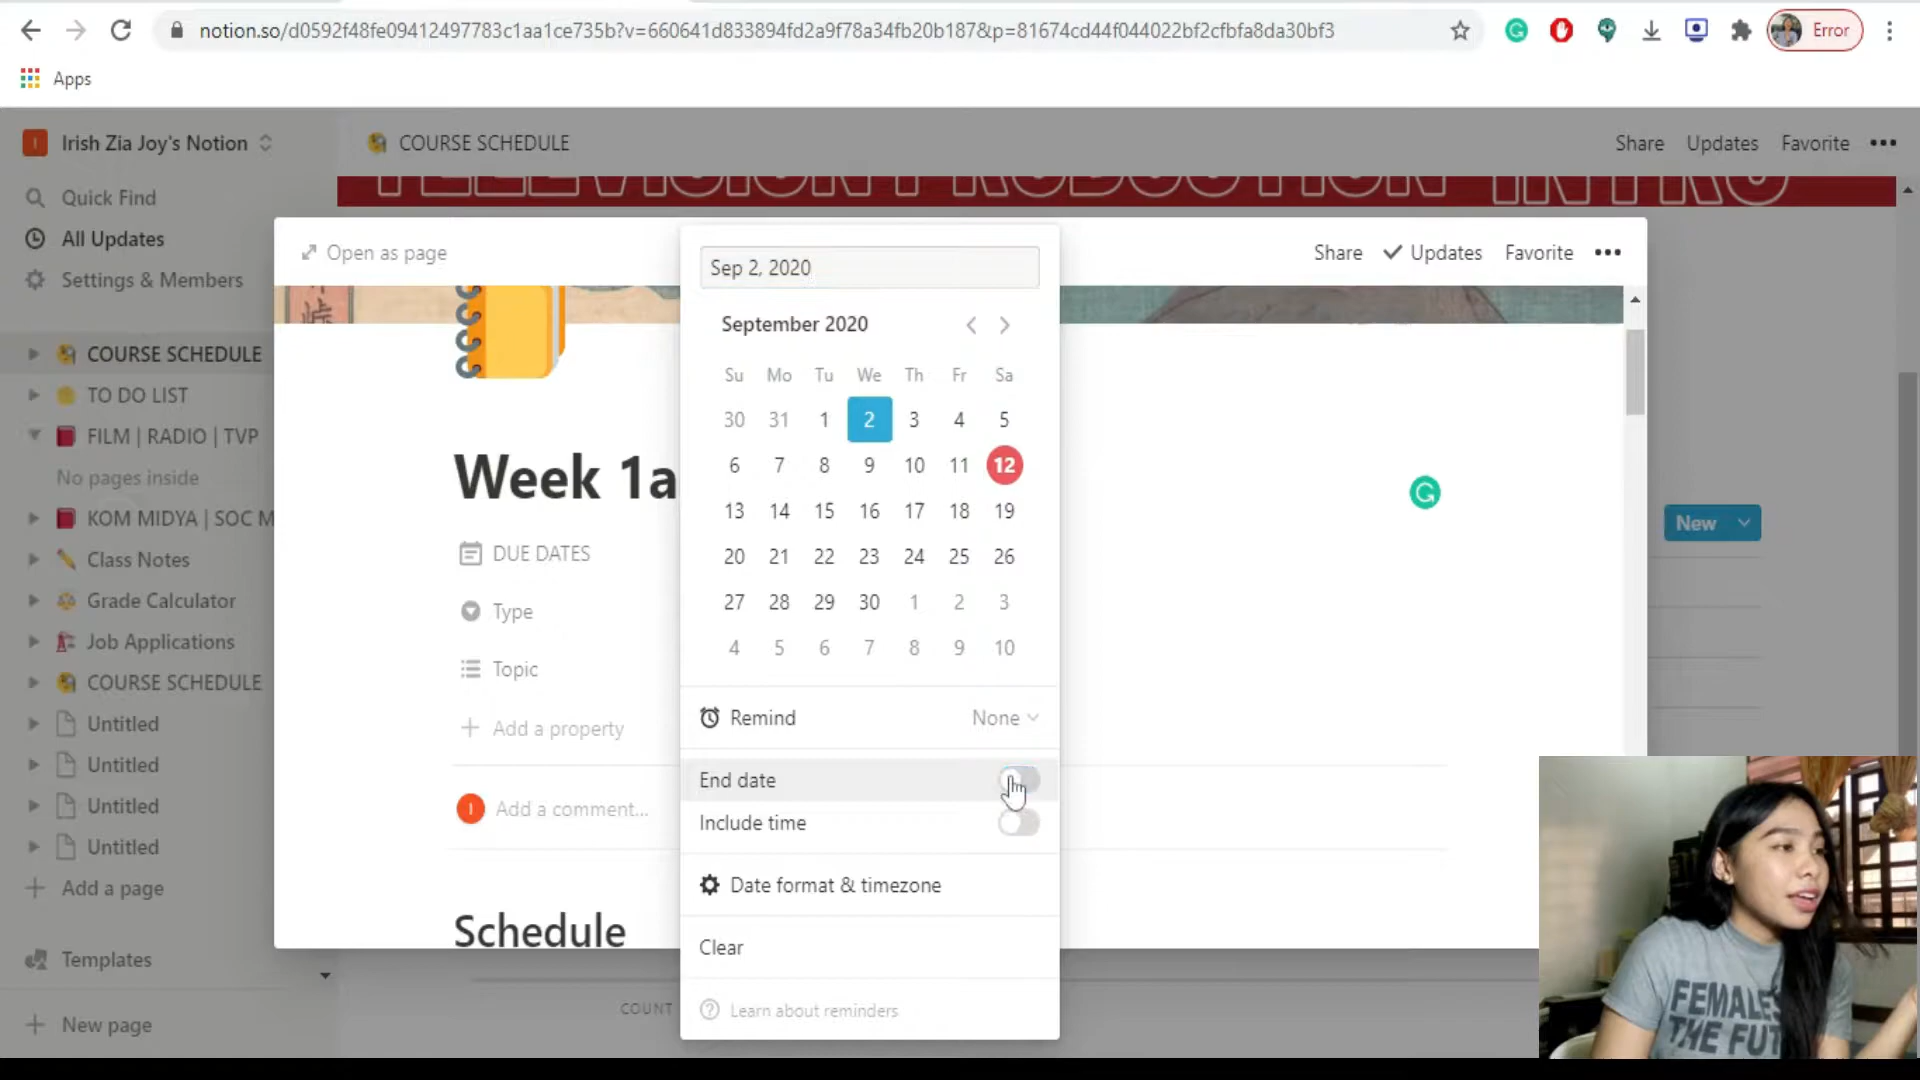 notion.so/d0592f48fe09412497783c1aa1ce735b?v=660641d833894fd2a9f78a34fb20b187&p=81674cd44f044022bf2cfbfa8da30bf3
Error
Apps
Irish Zia Joy's Notion
COURSE SCHEDULE
Share Updates Favorite
TELEVISION PRODUCTION INTRO
Quick Find
All Updates
Settings & Members
COURSE SCHEDULE
TO DO LIST
FILM | RADIO | TVP
No pages inside
KOM MIDYA | SOC M
Class Notes
Grade Calculator
Job Applications
COURSE SCHEDULE
Untitled
Untitled
Untitled
Untitled
Add a page
Templates
New page
Open as page
Share Updates Favorite
Week 1a
DUE DATES
Type
Topic
Add a property
I Add a comment...
Schedule
Sep 2, 2020
September 2020
Su Mo Tu We Th Fr Sa
30 31 1 2 3 4 5
6 7 8 9 10 11 12
13 14 15 16 17 18 19
20 21 22 23 24 25 26
27 28 29 30 1 2 3
4 5 6 7 8 9 10
Remind None
End date
Include time
Date format & timezone
Clear
Learn about reminders
New
COUNT
FEMALE
THE FUT